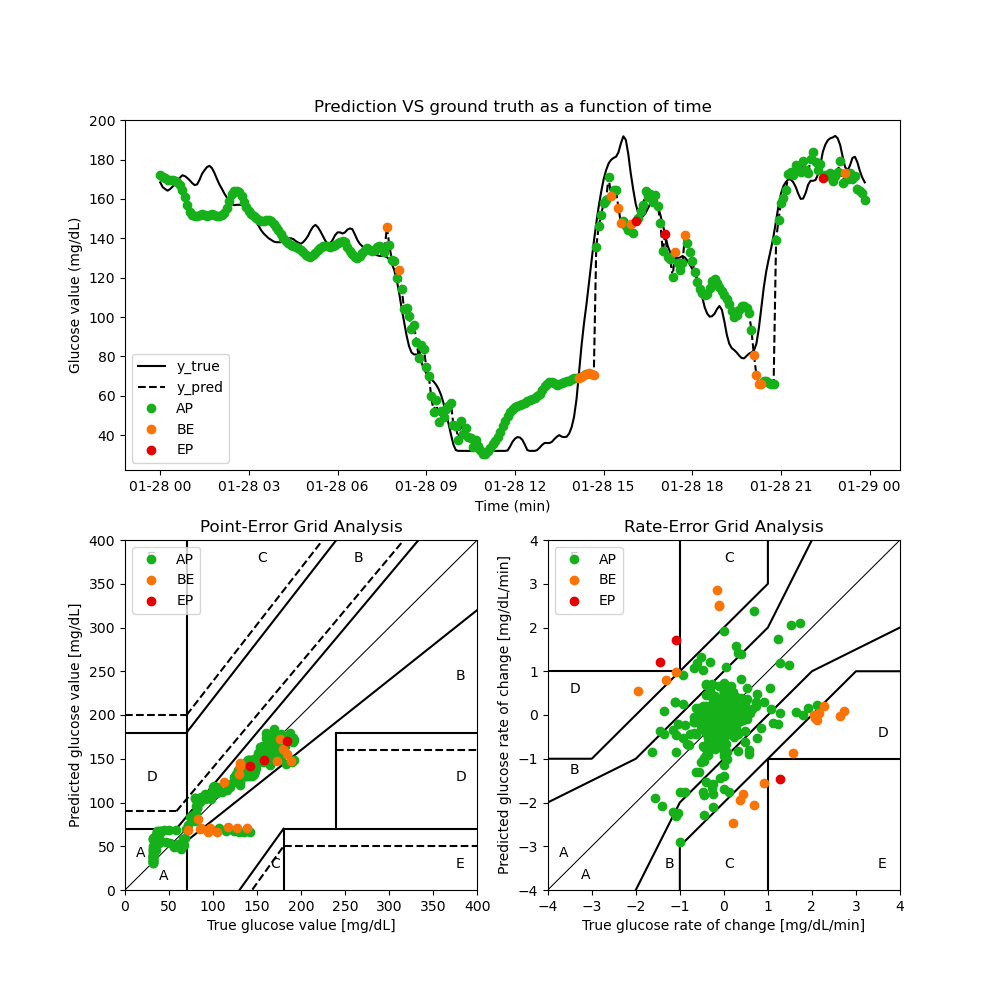 Prediction VS ground truth as a function of time
Glucose value (mg/dL)
200
180
160
140
120
100
80
60
40
y_true
y_pred
AP
BE
EP
01-28 00 01-28 03 01-28 06 01-28 09 01-28 12 01-28 15 01-28 18 01-28 21 01-29 00
Time (min)
Point-Error Grid Analysis
Predicted glucose value [mg/dL]
400
350
300
250
200
150
100
50
0
AP
BE
EP
C
B
B
D
D
A
A
C
E
0 50 100 150 200 250 300 350 400
True glucose value [mg/dL]
Rate-Error Grid Analysis
Predicted glucose rate of change [mg/dL/min]
4
3
2
1
0
−1
−2
−3
−4
AP
BE
EP
C
D
D
B
A
A
B
C
E
−4 −3 −2 −1 0 1 2 3 4
True glucose rate of change [mg/dL/min]